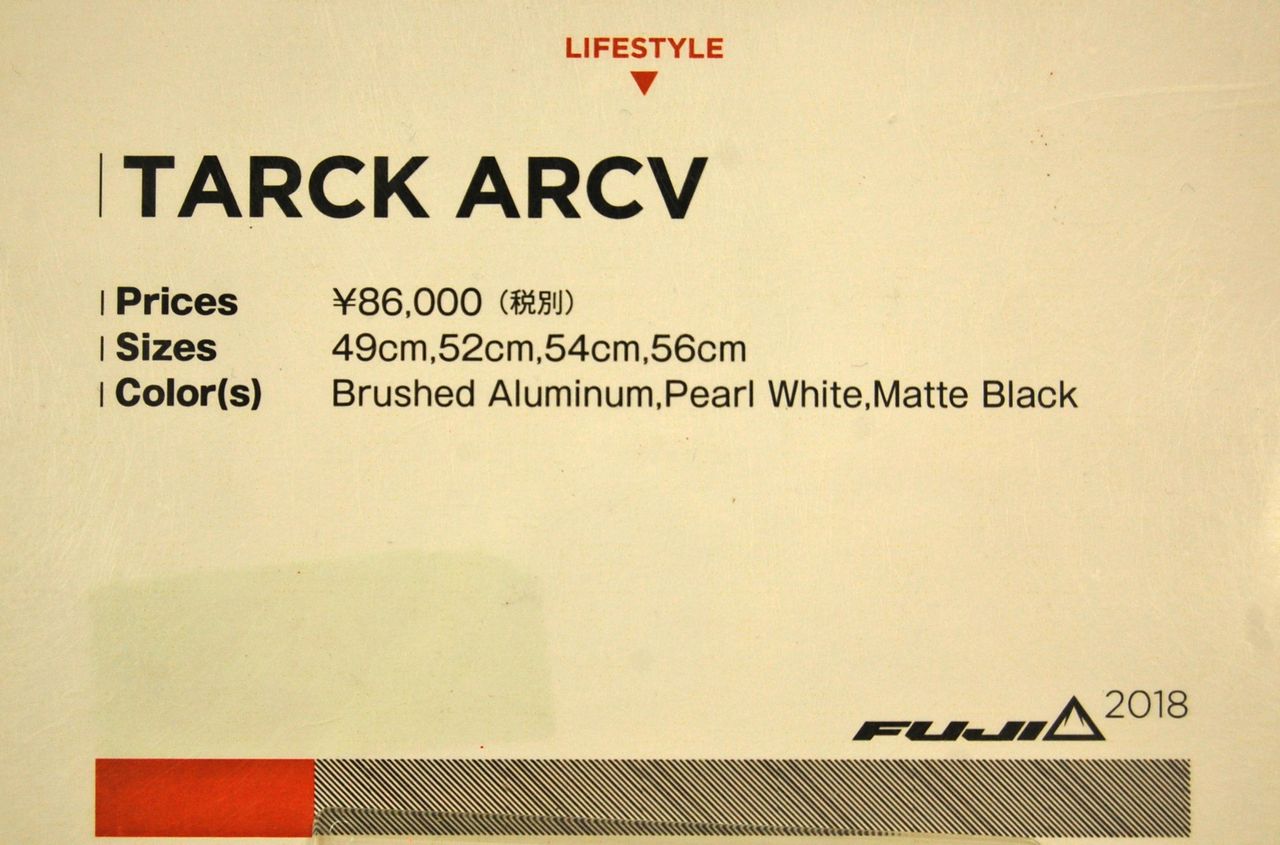 LIFESTYLE
TARCK ARCV
Prices ¥86,000（税別）
Sizes 49cm,52cm,54cm,56cm
Color(s) Brushed Aluminum,Pearl White,Matte Black
FUJI 2018